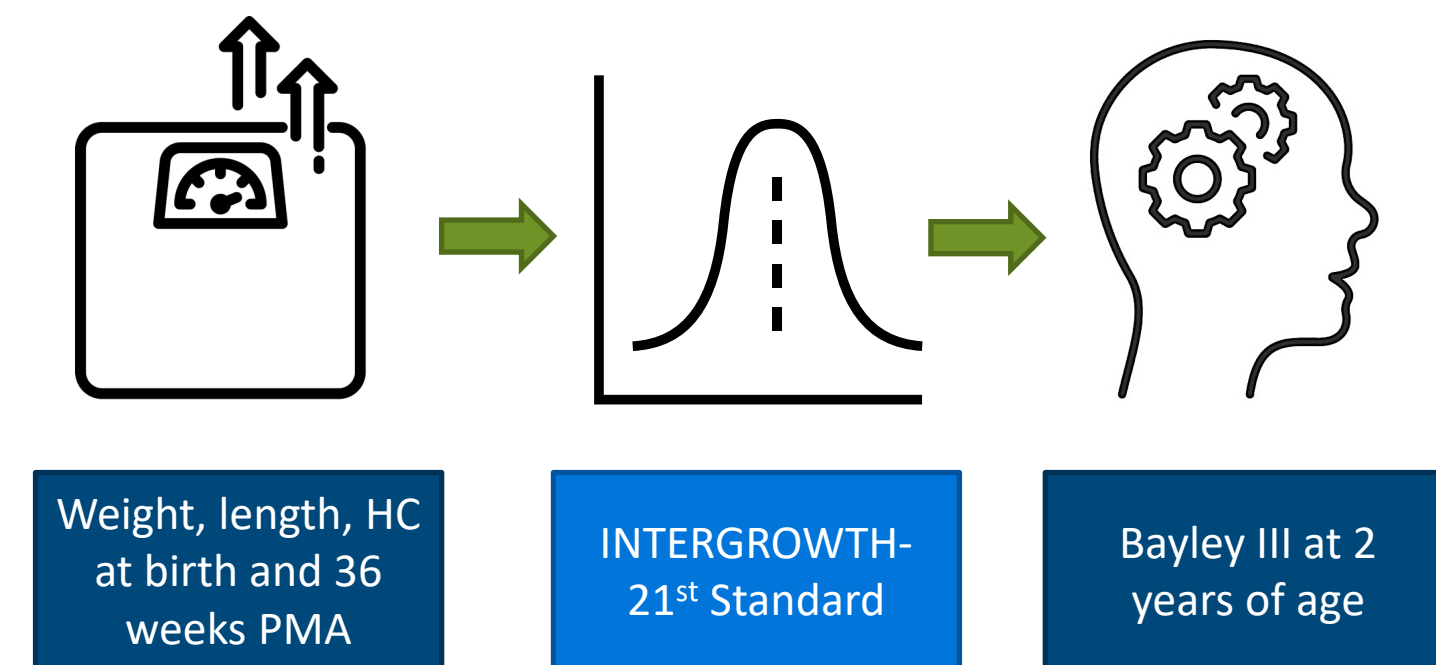 Weight, length, HC
at birth and 36
weeks PMA
INTERGROWTH-
21st Standard
Bayley III at 2
years of age